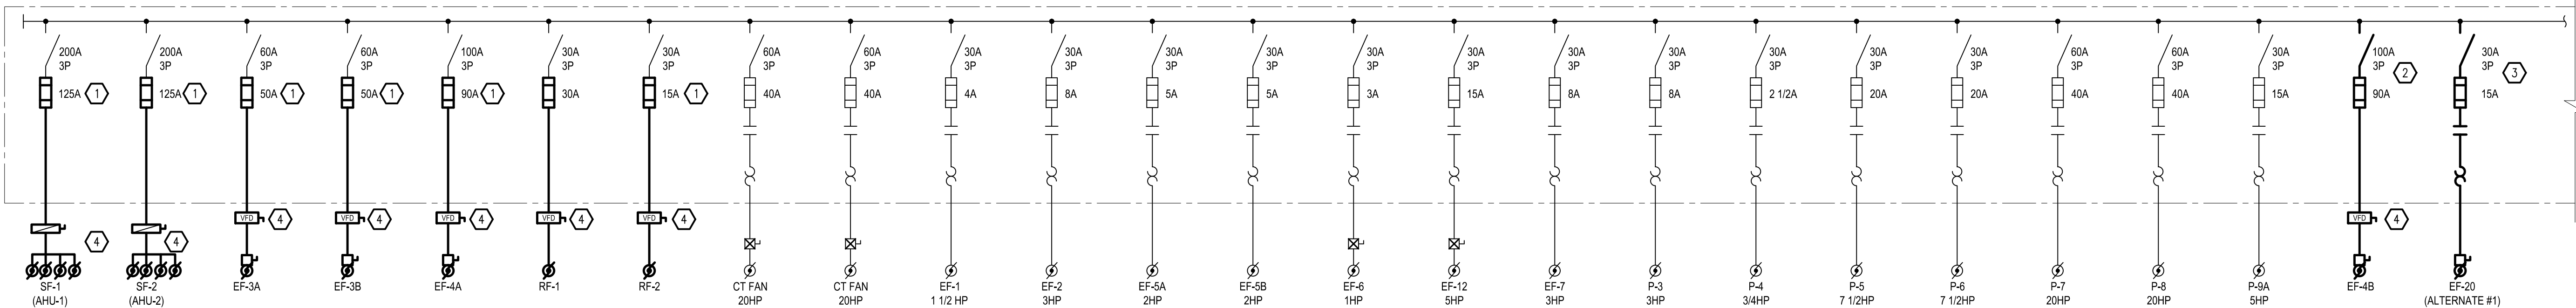 200A 200A 60A 60A 100A 30A 30A 60A 60A 30A 30A 30A 30A 30A 30A 30A 30A 30A 30A 30A 60A 60A 30A 100A 30A
3P 3P 3P 3P 3P 3P 3P 3P 3P 3P 3P 3P 3P 3P 3P 3P 3P 3P 3P 3P 3P 3P 3P 3P 2 3P 3
125A 1 125A 1 50A 1 50A 1 90A 1 30A 15A 1 40A 40A 4A 8A 5A 5A 3A 15A 8A 8A 2 1/2A 20A 20A 40A 40A 15A 90A 15A
VFD 4 VFD 4 VFD 4 VFD 4 VFD 4 VFD 4
4 4
SF-1 SF-2 EF-3A EF-3B EF-4A RF-1 RF-2 CT FAN CT FAN EF-1 EF-2 EF-5A EF-5B EF-6 EF-12 EF-7 P-3 P-4 P-5 P-6 P-7 P-8 P-9A EF-4B EF-20
(AHU-1) (AHU-2) 20HP 20HP 1 1/2 HP 3HP 2HP 2HP 1HP 5HP 3HP 3HP 3/4HP 7 1/2HP 7 1/2HP 20HP 20HP 5HP (ALTERNATE #1)